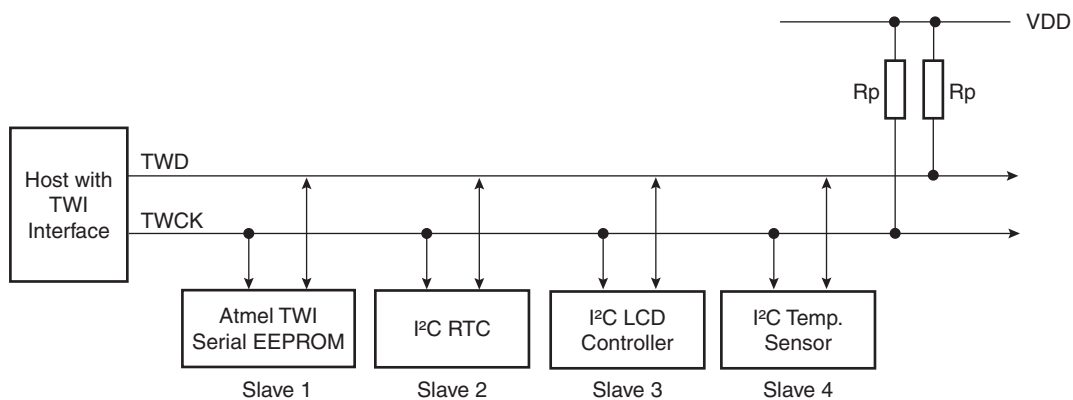 VDD
Rp
Rp
Host with
TWI
Interface
TWD
TWCK
Atmel TWI
Serial EEPROM
Slave 1
I²C RTC
Slave 2
I²C LCD
Controller
Slave 3
I²C Temp.
Sensor
Slave 4